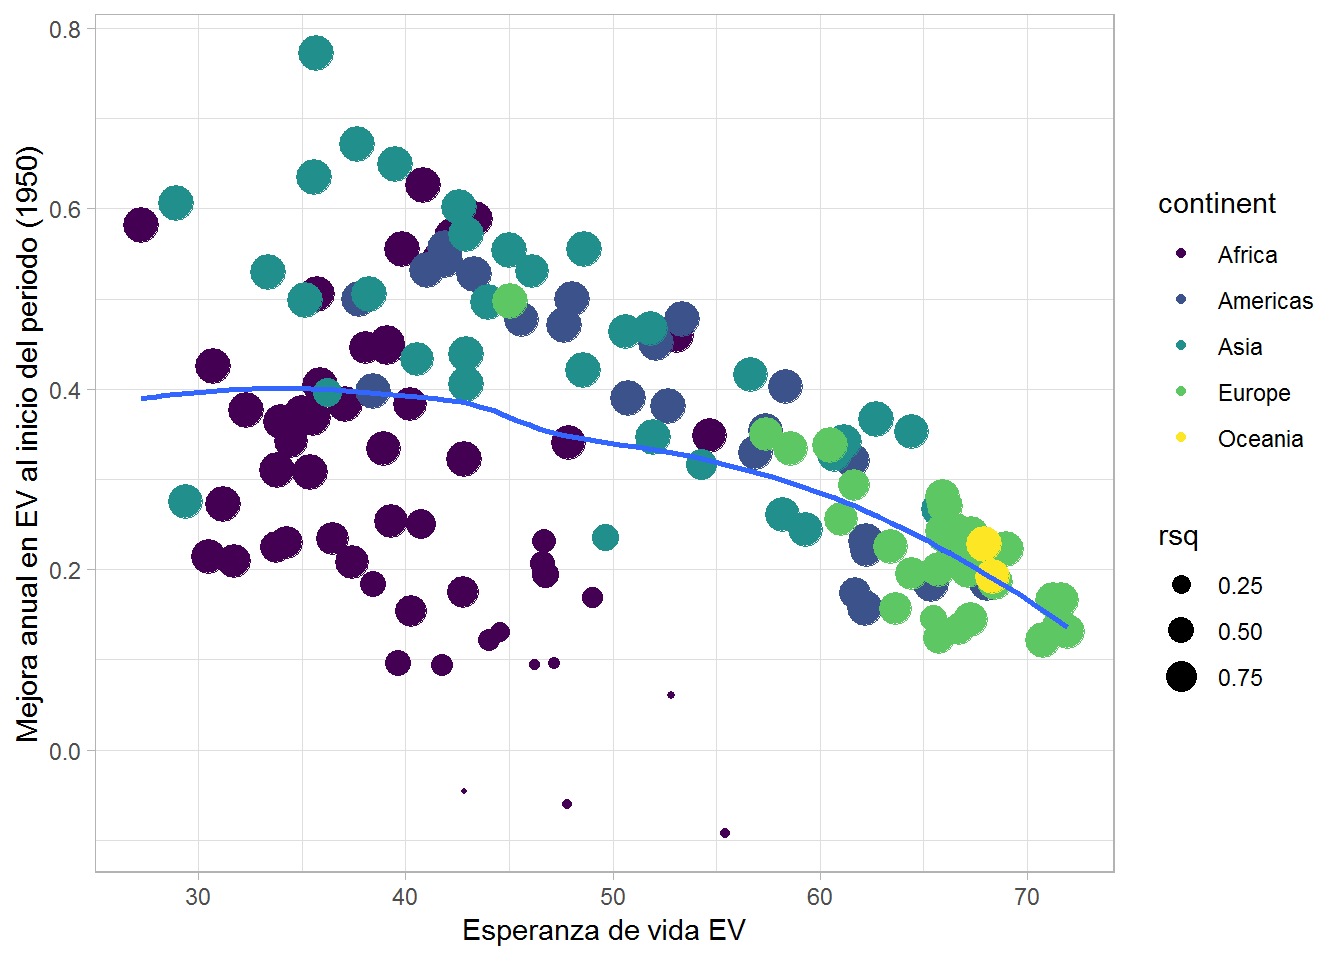 0.8
0.6
0.4
0.2
0.0
Mejora anual en EV al inicio del periodo (1950)
30
40
50
60
70
Esperanza de vida EV
continent
Africa
Americas
Asia
Europe
Oceania
rsq
0.25
0.50
0.75